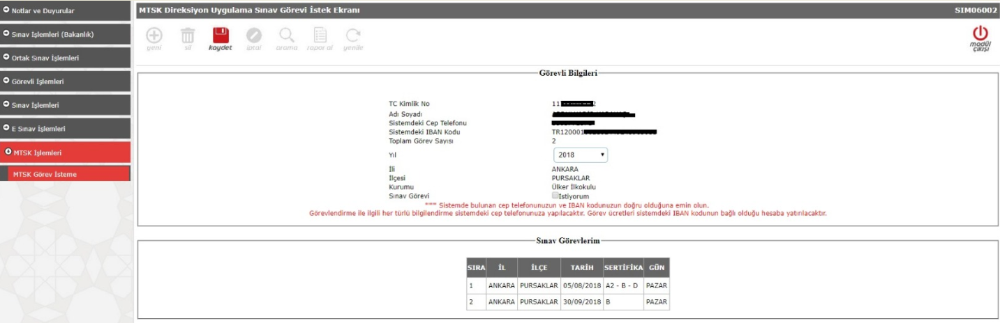 Notlar ve Duyurular
Sınav İşlemleri (Bakanlık)
Ortak Sınav İşlemleri
Görevli İşlemleri
Sınav İşlemleri
E Sınav İşlemleri
MTSK İşlemleri
MTSK Görev İsteme
MTSK Direksiyon Uygulama Sınav Görevi İstek Ekranı SIM06002
yeni sil kaydet iptal arama rapor al yenile modül çıkışı
Görevli Bilgileri
TC Kimlik No 11 2
Adı Soyadı
Sistemdeki Cep Telefonu
Sistemdeki IBAN Kodu TR120001
Toplam Görev Sayısı 2
Yıl 2018
İli ANKARA
İlçesi PURSAKLAR
Kurumu Ülker İlkokulu
Sınav Görevi İstiyorum
*** Sistemde bulunan cep telefonunuzun ve IBAN kodunuzun doğru olduğuna emin olun.
Görevlendirme ile ilgili her türlü bilgilendirme sistemdeki cep telefonunuza yapılacaktır. Görev ücretleri sistemdeki IBAN kodunun bağlı olduğu hesaba yatırılacaktır.
Sınav Görevlerim
SIRA İL İLÇE TARİH SERTİFİKA GÜN
1 ANKARA PURSAKLAR 05/08/2018 A2 - B - D PAZAR
2 ANKARA PURSAKLAR 30/09/2018 B PAZAR